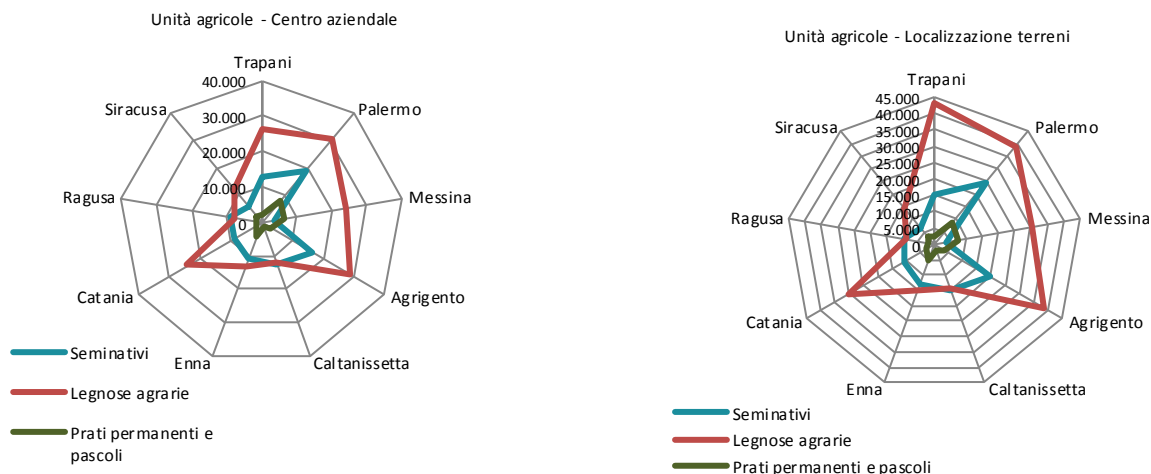 Unità agricole - Centro aziendale
Trapani
40.000
30.000
20.000
10.000
0
Palermo
Messina
Agrigento
Caltanissetta
Enna
Catania
Ragusa
Siracusa
Seminativi
Legnose agrarie
Prati permanenti e
pascoli
Unità agricole - Localizzazione terreni
Trapani
45.000
40.000
35.000
30.000
25.000
20.000
15.000
10.000
5.000
0
Palermo
Messina
Agrigento
Caltanissetta
Enna
Catania
Ragusa
Siracusa
Seminativi
Legnose agrarie
Prati permanenti e pascoli